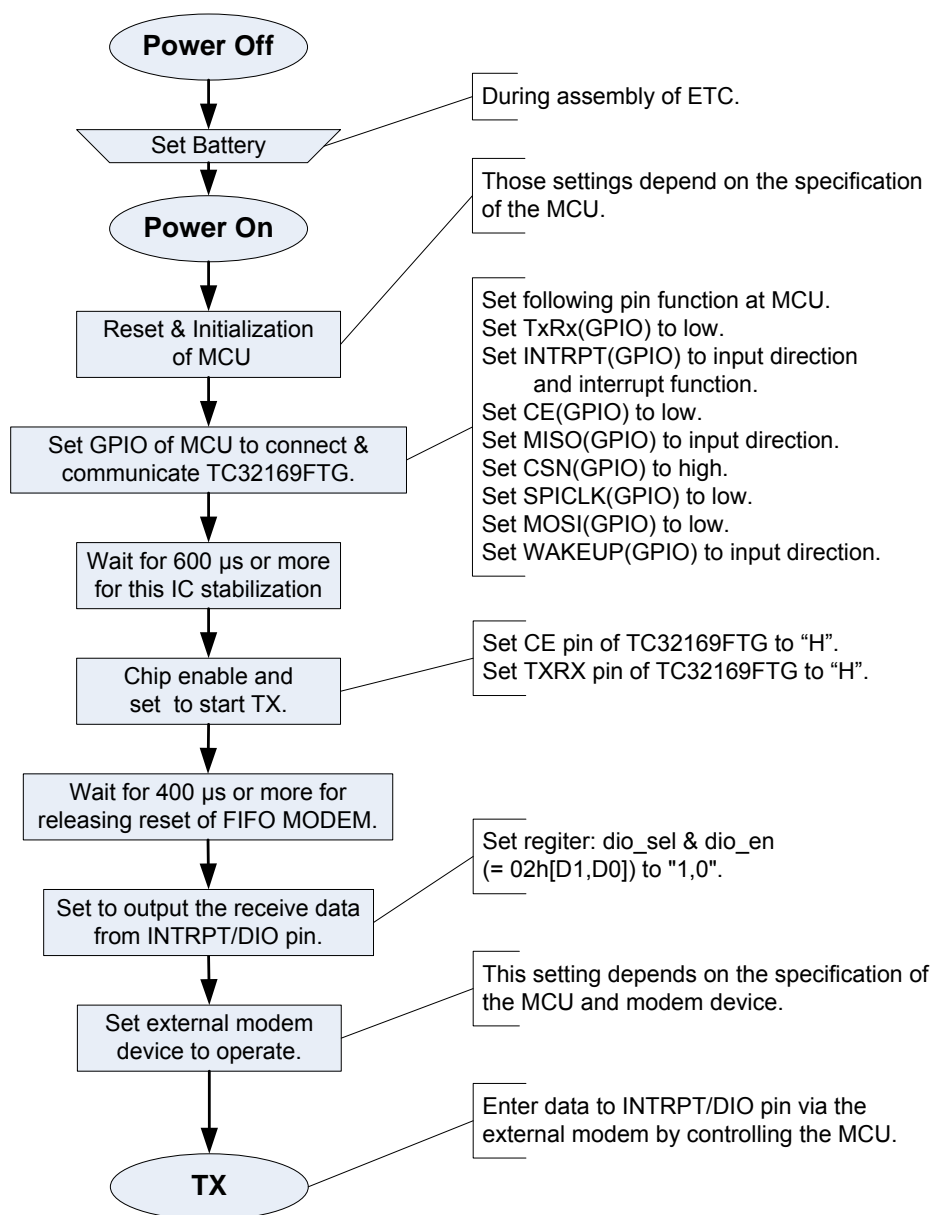 Power Off
During assembly of ETC.
Set Battery
Those settings depend on the specification
of the MCU.
Power On
Reset & Initialization
of MCU
Set following pin function at MCU.
Set TxRx(GPIO) to low.
Set INTRPT(GPIO) to input direction
and interrupt function.
Set CE(GPIO) to low.
Set MISO(GPIO) to input direction.
Set CSN(GPIO) to high.
Set SPICLK(GPIO) to low.
Set MOSI(GPIO) to low.
Set WAKEUP(GPIO) to input direction.
Set GPIO of MCU to connect &
communicate TC32169FTG.
Wait for 600 µs or more
for this IC stabilization
Set CE pin of TC32169FTG to “H”.
Set TXRX pin of TC32169FTG to “H”.
Chip enable and
set to start TX.
Wait for 400 µs or more for
releasing reset of FIFO MODEM.
Set regiter: dio_sel & dio_en
(= 02h[D1,D0]) to "1,0".
Set to output the receive data
from INTRPT/DIO pin.
This setting depends on the specification of
the MCU and modem device.
Set external modem
device to operate.
Enter data to INTRPT/DIO pin via the
external modem by controlling the MCU.
TX